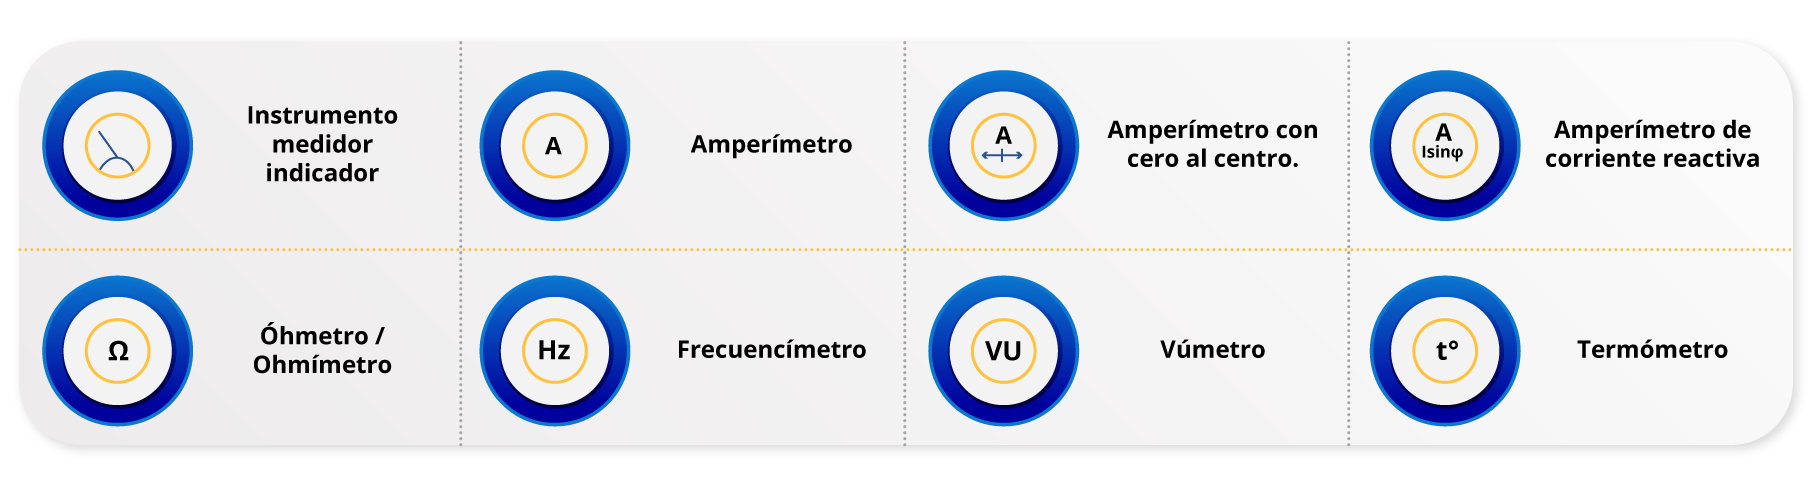 Instrumento
medidor
indicador
A
Amperímetro
A
Amperímetro con
cero al centro.
A
Isinφ
Amperímetro de
corriente reactiva
Ω
Óhmetro /
Ohmímetro
Hz
Frecuencímetro
VU
Vúmetro
t°
Termómetro